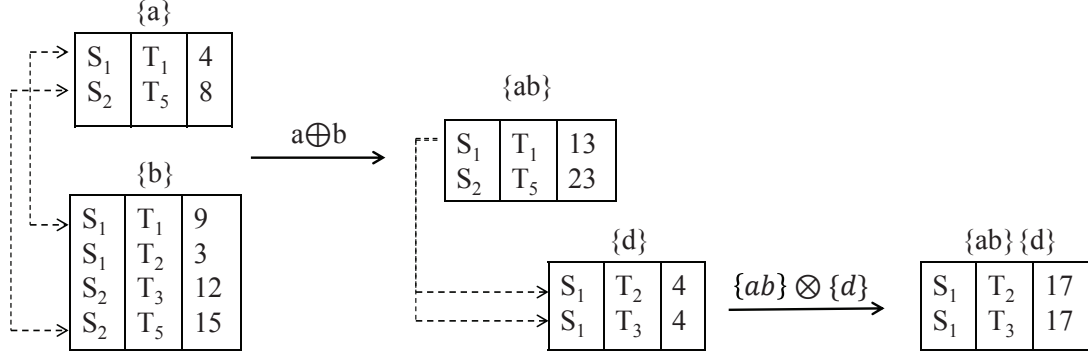 {a}
S₁ T₁ 4
S₂ T₅ 8
a⊕b
{b}
S₁ T₁ 9
S₁ T₂ 3
S₂ T₃ 12
S₂ T₅ 15
{ab}
S₁ T₁ 13
S₂ T₅ 23
{d}
S₁ T₂ 4
S₁ T₃ 4
{ab} ⊗ {d}
{ab}{d}
S₁ T₂ 17
S₁ T₃ 17